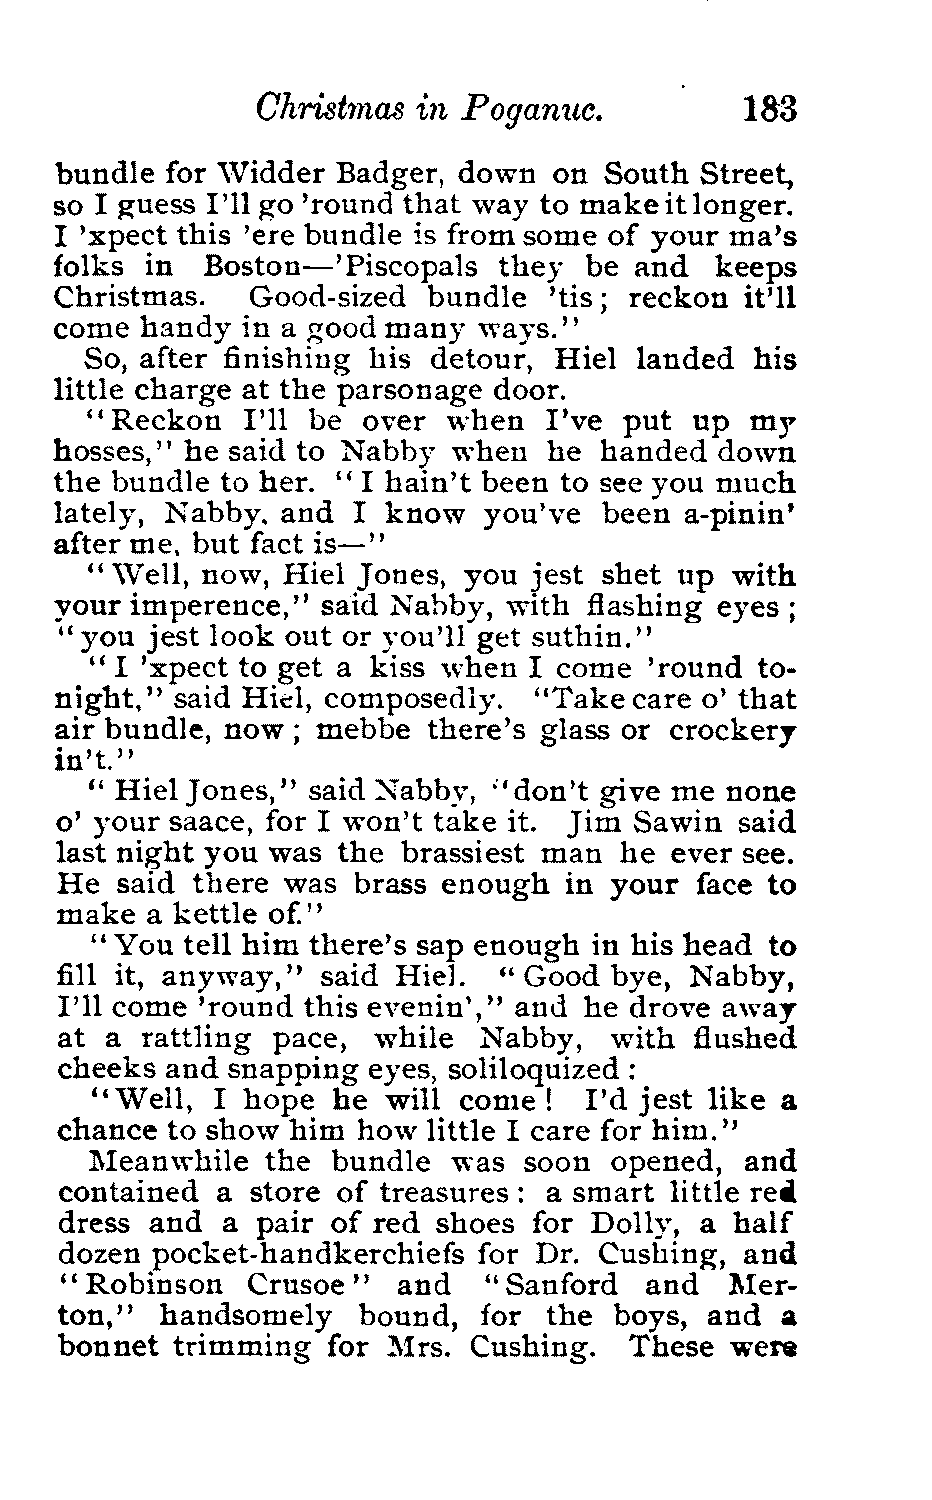 Christmas in Poganuc. 183
bundle for Widder Badger, down on South Street,
so I guess I'll go 'round that way to make it longer.
I 'xpect this 'ere bundle is from some of your ma's
folks in Boston—'Piscopals they be and keeps
Christmas. Good-sized bundle 'tis; reckon it'll
come handy in a good many ways."
So, after finishing his detour, Hiel landed his
little charge at the parsonage door.
"Reckon I'll be over when I've put up my
hosses," he said to Nabby when he handed down
the bundle to her. "I hain't been to see you much
lately, Nabby, and I know you've been a-pinin'
after me, but fact is—"
"Well, now, Hiel Jones, you jest shet up with
your imperence," said Nabby, with flashing eyes;
"you jest look out or you'll get suthin."
"I 'xpect to get a kiss when I come 'round to-
night," said Hiel, composedly. "Take care o' that
air bundle, now; mebbe there's glass or crockery
in't."
"Hiel Jones," said Nabby, "don't give me none
o' your saace, for I won't take it. Jim Sawin said
last night you was the brassiest man he ever see.
He said there was brass enough in your face to
make a kettle of."
"You tell him there's sap enough in his head to
fill it, anyway," said Hiel. "Good bye, Nabby,
I'll come 'round this evenin'," and he drove away
at a rattling pace, while Nabby, with flushed
cheeks and snapping eyes, soliloquized:
"Well, I hope he will come! I'd jest like a
chance to show him how little I care for him."
Meanwhile the bundle was soon opened, and
contained a store of treasures: a smart little red
dress and a pair of red shoes for Dolly, a half
dozen pocket-handkerchiefs for Dr. Cushing, and
"Robinson Crusoe" and "Sanford and Mer-
ton," handsomely bound, for the boys, and a
bonnet trimming for Mrs. Cushing. These were